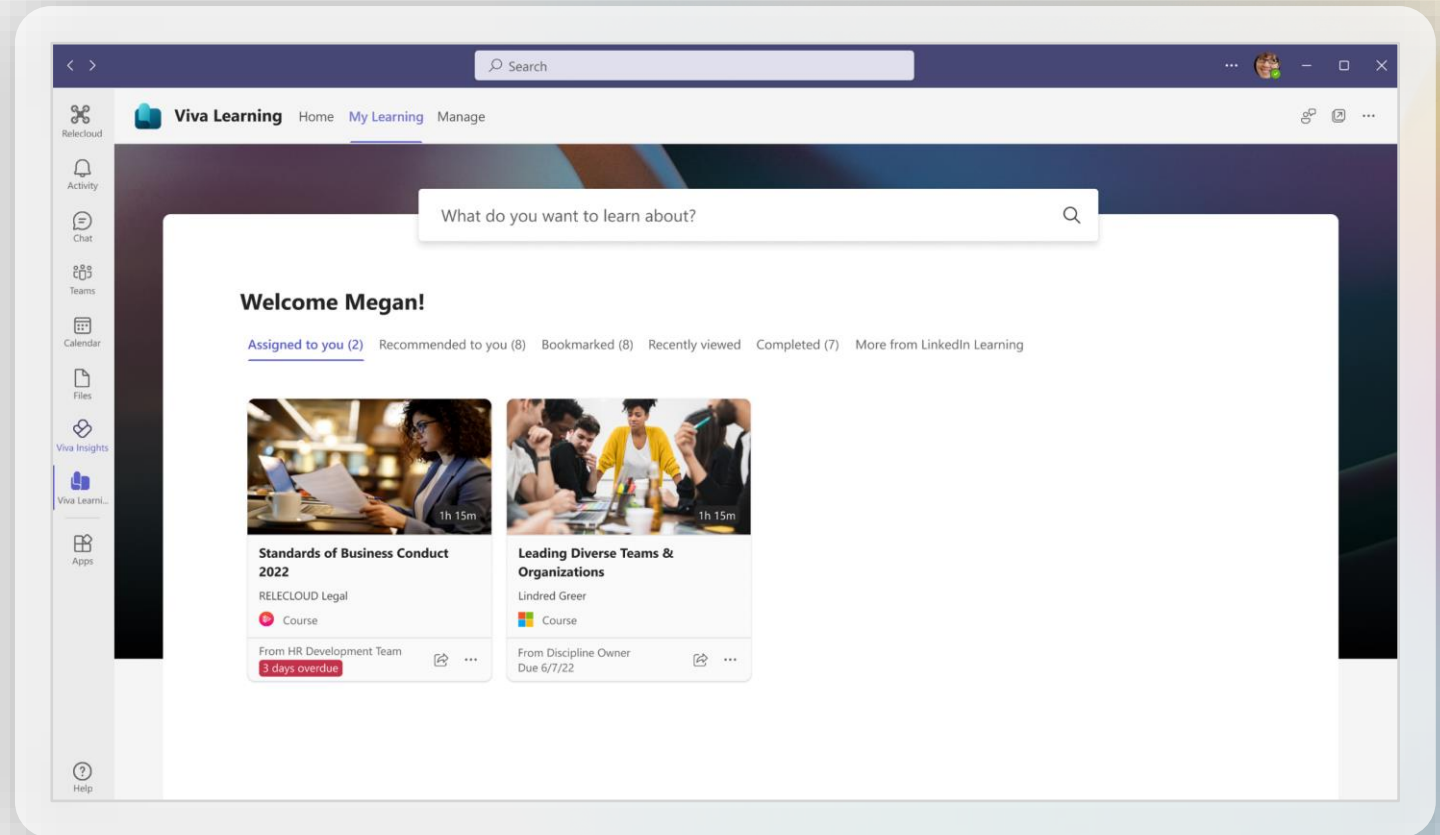 Search
Relecloud
Activity
Chat
Teams
Calendar
Files
Viva Insights
Viva Learni...
Apps
Help
Viva Learning Home My Learning Manage
What do you want to learn about?
Welcome Megan!
Assigned to you (2) Recommended to you (8) Bookmarked (8) Recently viewed Completed (7) More from LinkedIn Learning
1h 15m
Standards of Business Conduct
2022
RELECLOUD Legal
Course
From HR Development Team
3 days overdue
1h 15m
Leading Diverse Teams &
Organizations
Lindred Greer
Course
From Discipline Owner
Due 6/7/22